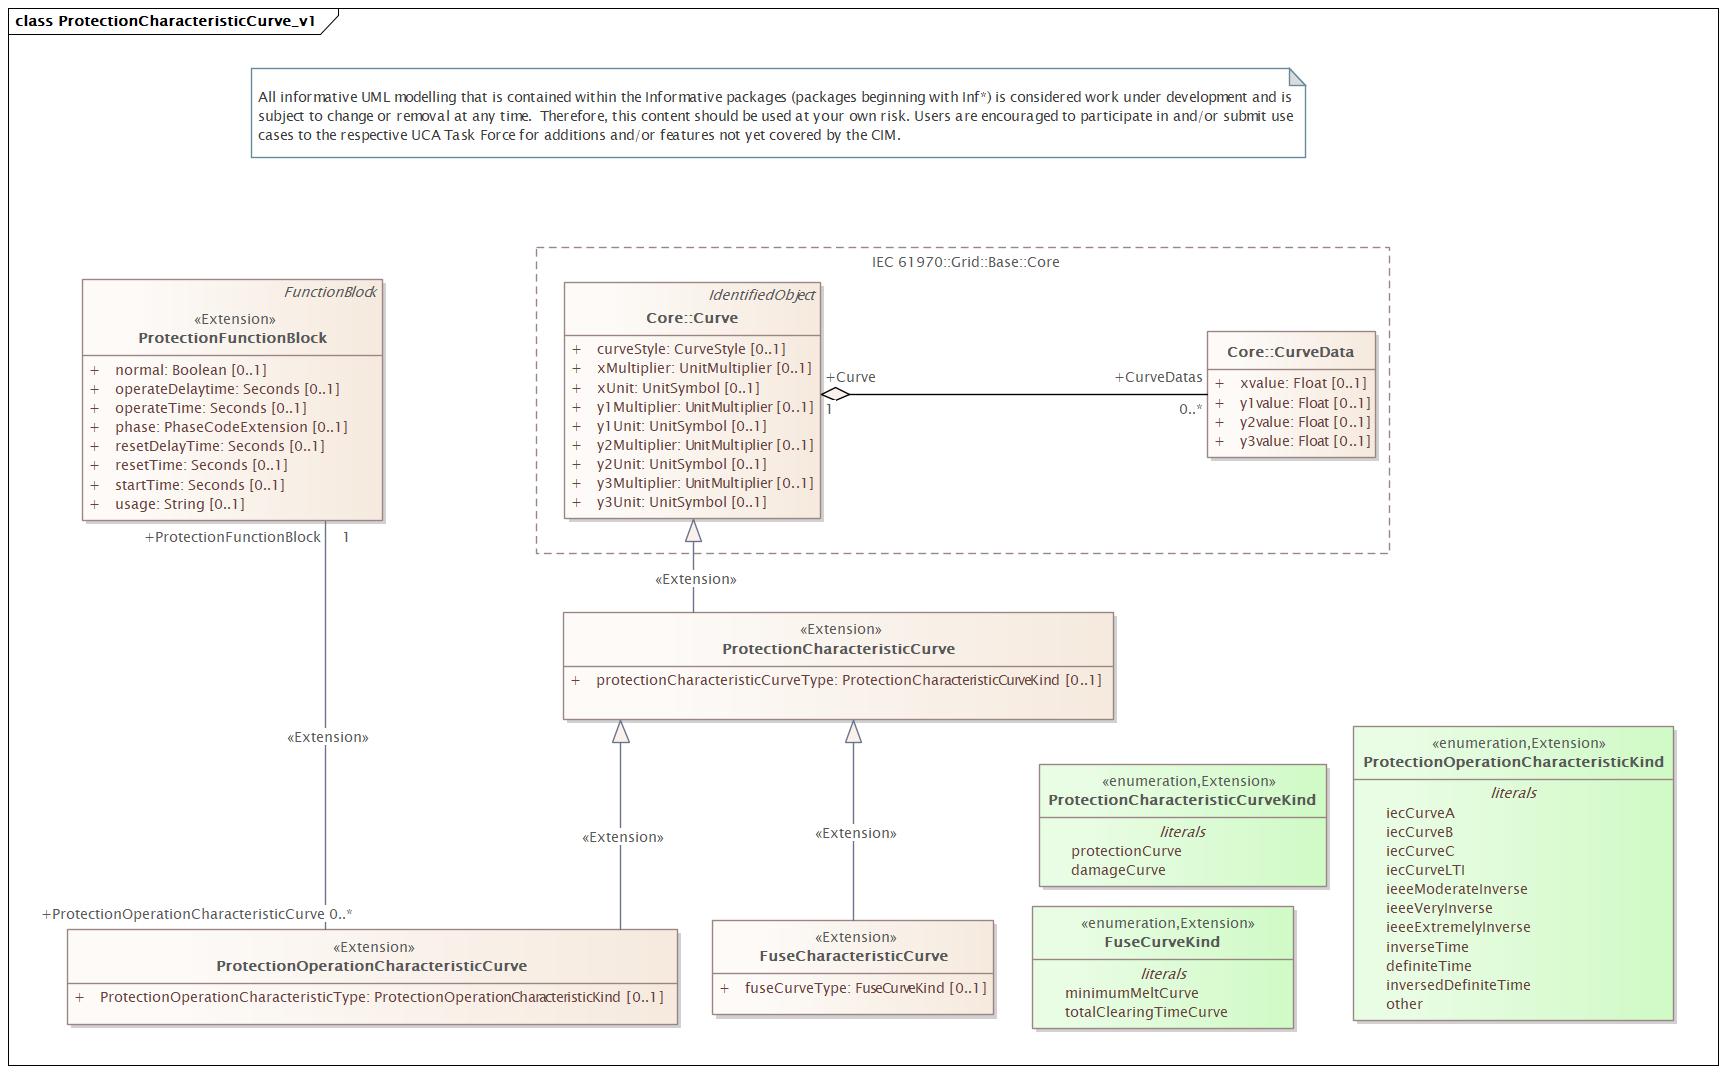 class ProtectionCharacteristicCurve_v1
All informative UML modelling that is contained within the Informative packages (packages beginning with Inf*) is considered work under development and is
subject to change or removal at any time.  Therefore, this content should be used at your own risk. Users are encouraged to participate in and/or submit use
cases to the respective UCA Task Force for additions and/or features not yet covered by the CIM.
FunctionBlock
«Extension»
ProtectionFunctionBlock
+ normal: Boolean [0..1]
+ operateDelaytime: Seconds [0..1]
+ operateTime: Seconds [0..1]
+ phase: PhaseCodeExtension [0..1]
+ resetDelayTime: Seconds [0..1]
+ resetTime: Seconds [0..1]
+ startTime: Seconds [0..1]
+ usage: String [0..1]
+ProtectionFunctionBlock 1
«Extension»
+ProtectionOperationCharacteristicCurve 0..*
IEC 61970::Grid::Base::Core
IdentifiedObject
Core::Curve
+ curveStyle: CurveStyle [0..1]
+ xMultiplier: UnitMultiplier [0..1]
+ xUnit: UnitSymbol [0..1]
+ y1Multiplier: UnitMultiplier [0..1]
+ y1Unit: UnitSymbol [0..1]
+ y2Multiplier: UnitMultiplier [0..1]
+ y2Unit: UnitSymbol [0..1]
+ y3Multiplier: UnitMultiplier [0..1]
+ y3Unit: UnitSymbol [0..1]
+Curve
1
+CurveDatas
0..*
Core::CurveData
+ xvalue: Float [0..1]
+ y1value: Float [0..1]
+ y2value: Float [0..1]
+ y3value: Float [0..1]
«Extension»
«Extension»
ProtectionCharacteristicCurve
+ protectionCharacteristicCurveType: ProtectionCharacteristicCurveKind [0..1]
«Extension»
«Extension»
«Extension»
ProtectionOperationCharacteristicCurve
+ ProtectionOperationCharacteristicType: ProtectionOperationCharacteristicKind [0..1]
«Extension»
FuseCharacteristicCurve
+ fuseCurveType: FuseCurveKind [0..1]
«enumeration,Extension»
ProtectionCharacteristicCurveKind
literals
protectionCurve
damageCurve
«enumeration,Extension»
FuseCurveKind
literals
minimumMeltCurve
totalClearingTimeCurve
«enumeration,Extension»
ProtectionOperationCharacteristicKind
literals
iecCurveA
iecCurveB
iecCurveC
iecCurveLTI
ieeeModerateInverse
ieeeVeryInverse
ieeeExtremelyInverse
inverseTime
definiteTime
inversedDefiniteTime
other